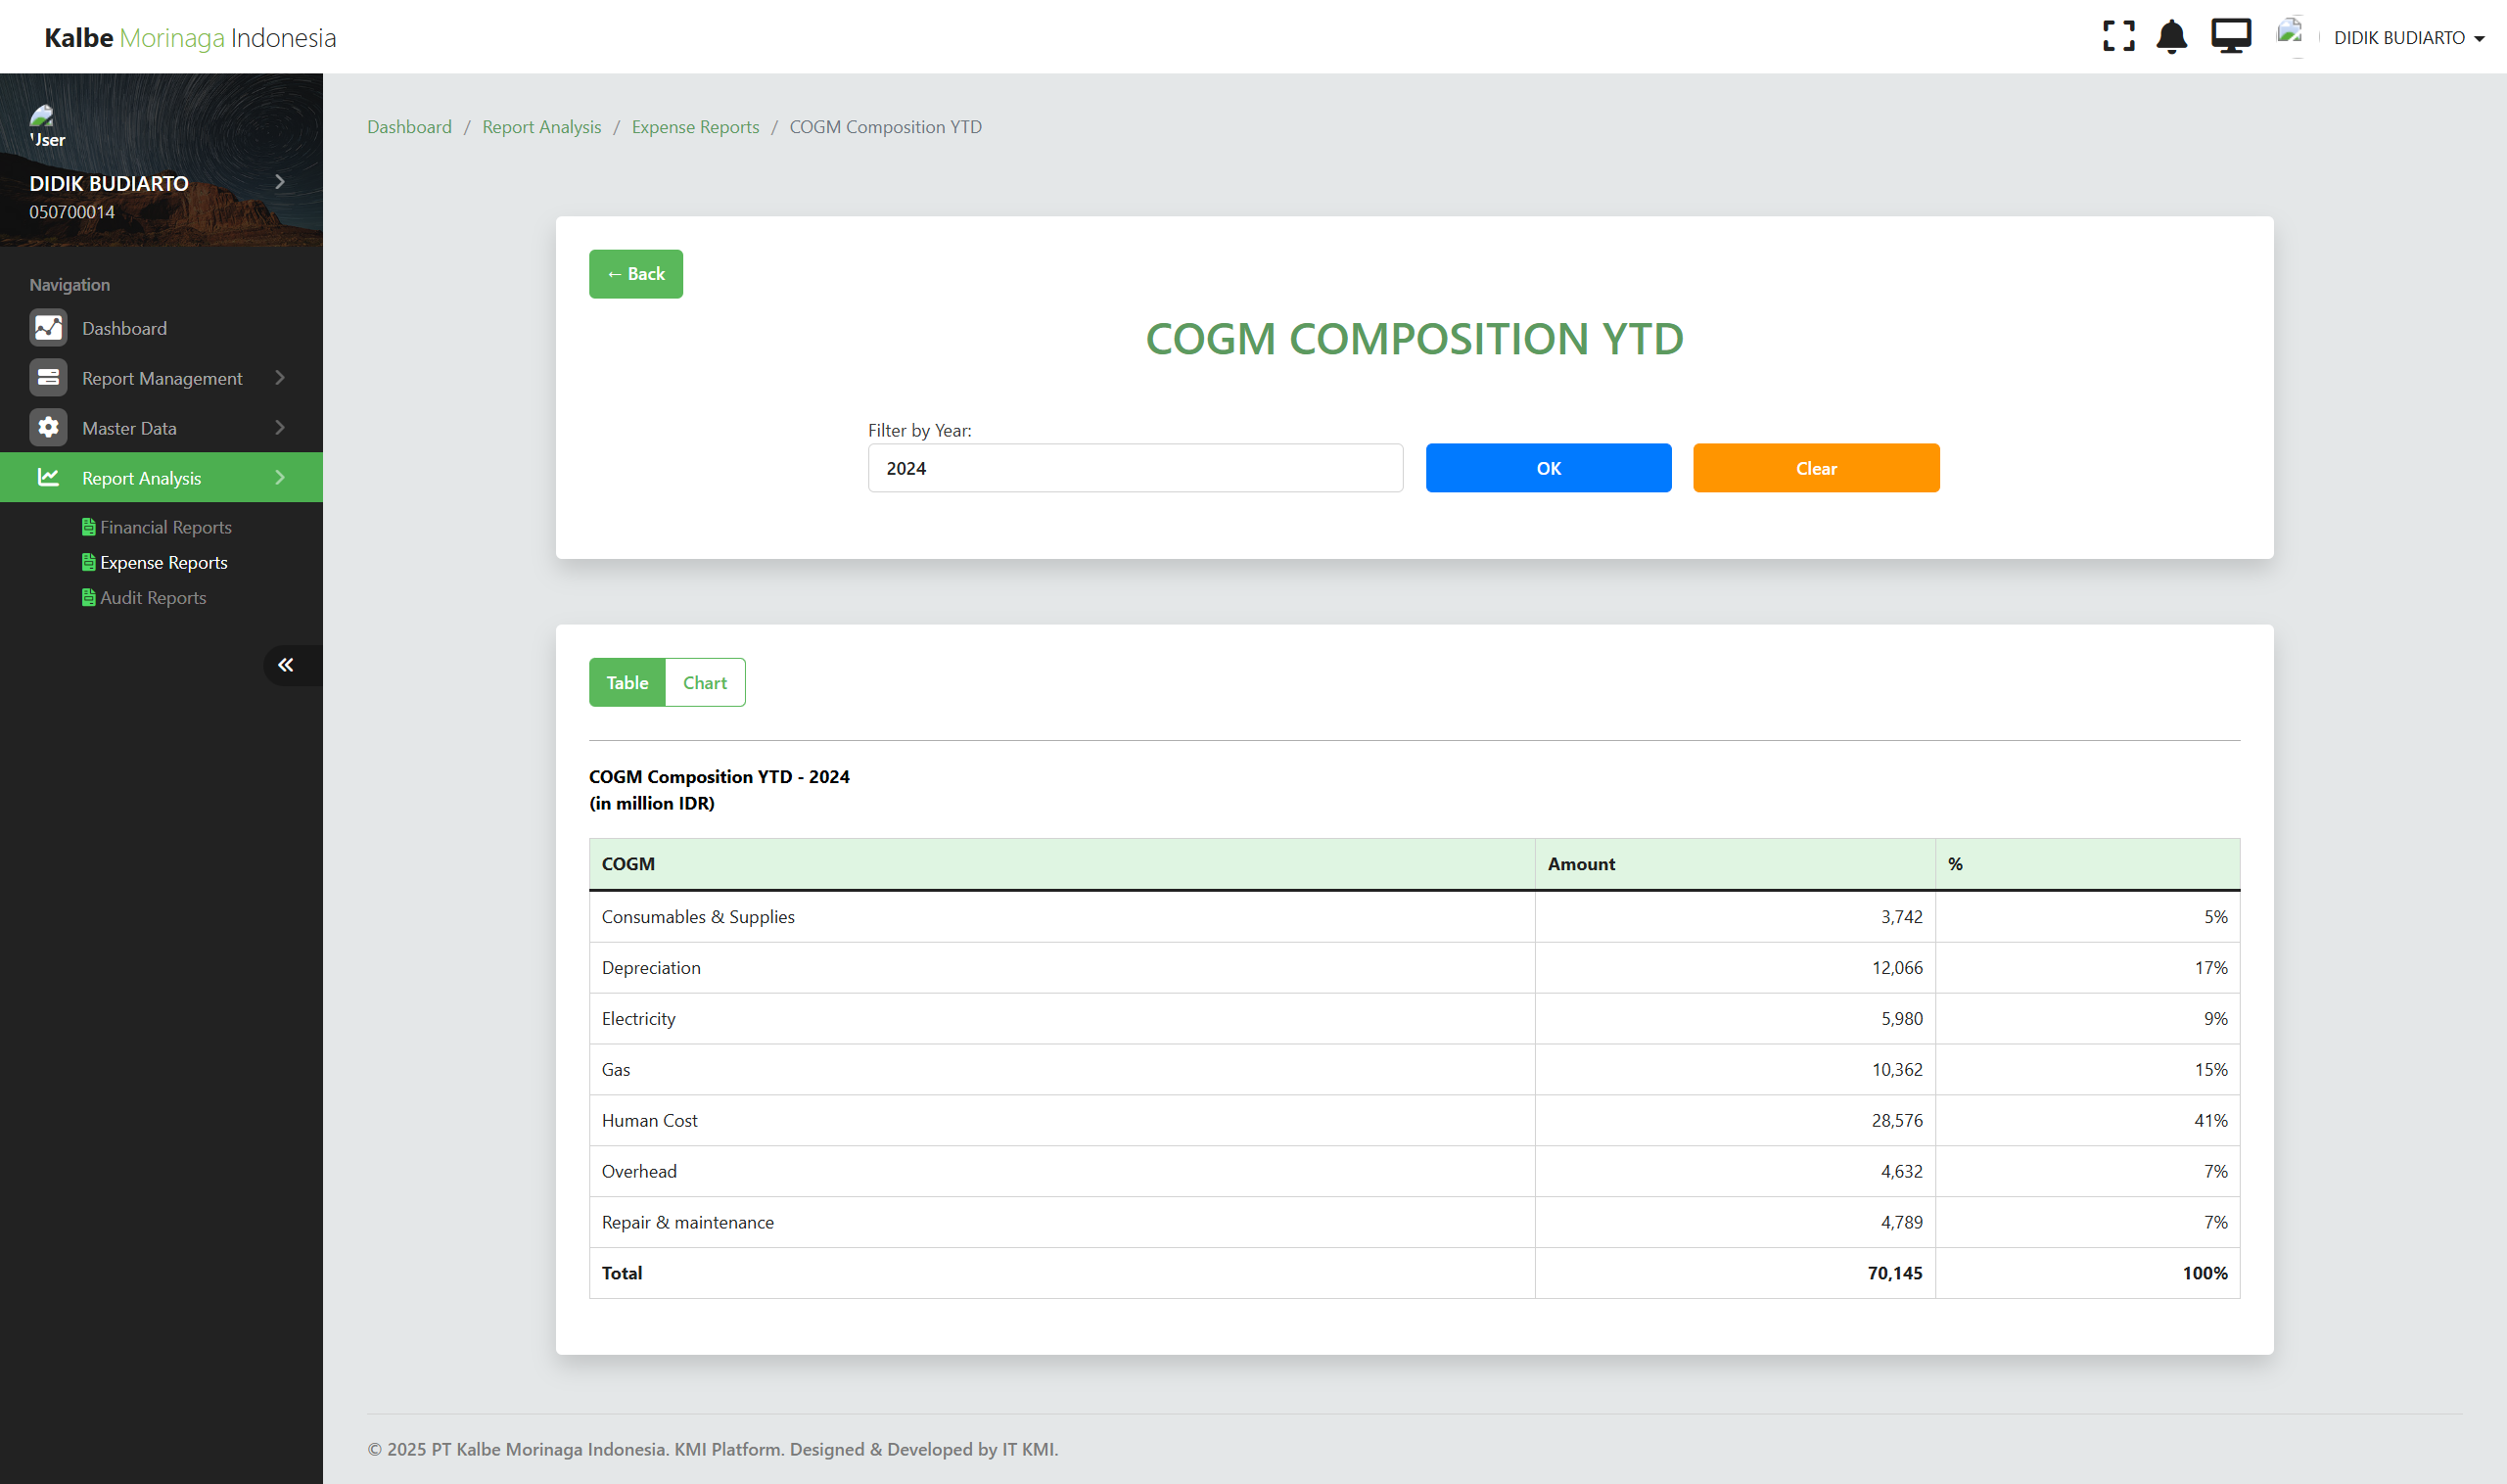 Kalbe Morinaga Indonesia
DIDIK BUDIARTO
User
DIDIK BUDIARTO
050700014
Navigation
Dashboard
Report Management
Master Data
Report Analysis
Financial Reports
Expense Reports
Audit Reports
Dashboard / Report Analysis / Expense Reports / COGM Composition YTD
← Back
COGM COMPOSITION YTD
Filter by Year:
2024 OK Clear
Table Chart
COGM Composition YTD - 2024
(in million IDR)
COGM Amount %
Consumables & Supplies 3,742 5%
Depreciation 12,066 17%
Electricity 5,980 9%
Gas 10,362 15%
Human Cost 28,576 41%
Overhead 4,632 7%
Repair & maintenance 4,789 7%
Total 70,145 100%
© 2025 PT Kalbe Morinaga Indonesia. KMI Platform. Designed & Developed by IT KMI.